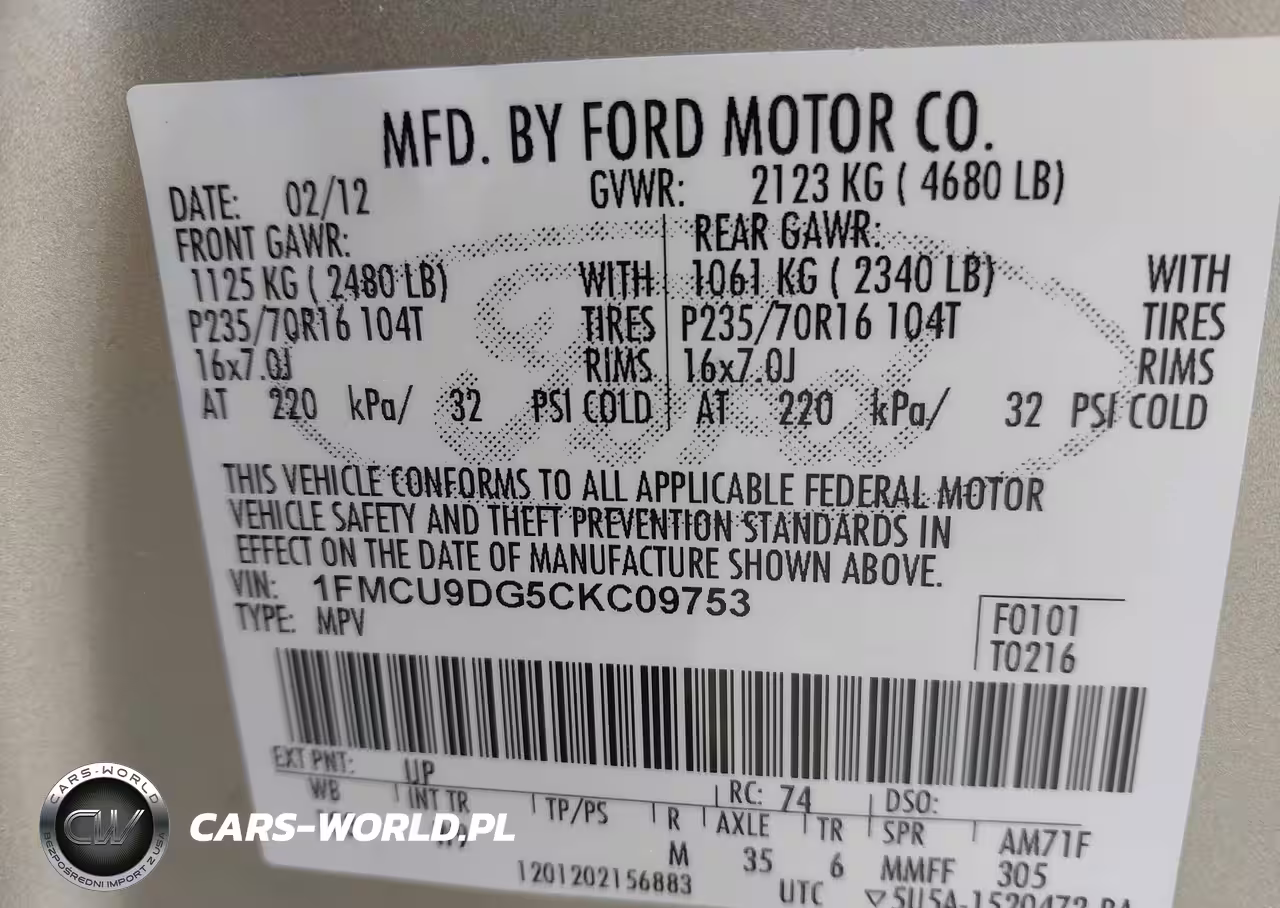 MFD. BY FORD MOTOR CO.
DATE: 02/12 GVWR: 2123 KG ( 4680 LB)
FRONT GAWR: REAR GAWR:
1125 KG ( 2480 LB) WITH 1061 KG ( 2340 LB) WITH
P235/70R16 104T TIRES P235/70R16 104T TIRES
16x7.0J RIMS 16x7.0J RIMS
AT 220 kPa/ 32 PSI COLD AT 220 kPa/ 32 PSI COLD
THIS VEHICLE CONFORMS TO ALL APPLICABLE FEDERAL MOTOR
VEHICLE SAFETY AND THEFT PREVENTION STANDARDS IN
EFFECT ON THE DATE OF MANUFACTURE SHOWN ABOVE.
VIN: 1FMCU9DG5CKC09753
TYPE: MPV
F0101
T0216
EXT PNT: UP RC: 74 DSO:
WB INT TR TP/PS R AXLE TR SPR AM71F
M 35 6 MMFF 305
1201202156883 UTC
Ford
CARS-WORLD
CW
BEZPOŚREDNI IMPORT Z USA
CARS-WORLD.PL